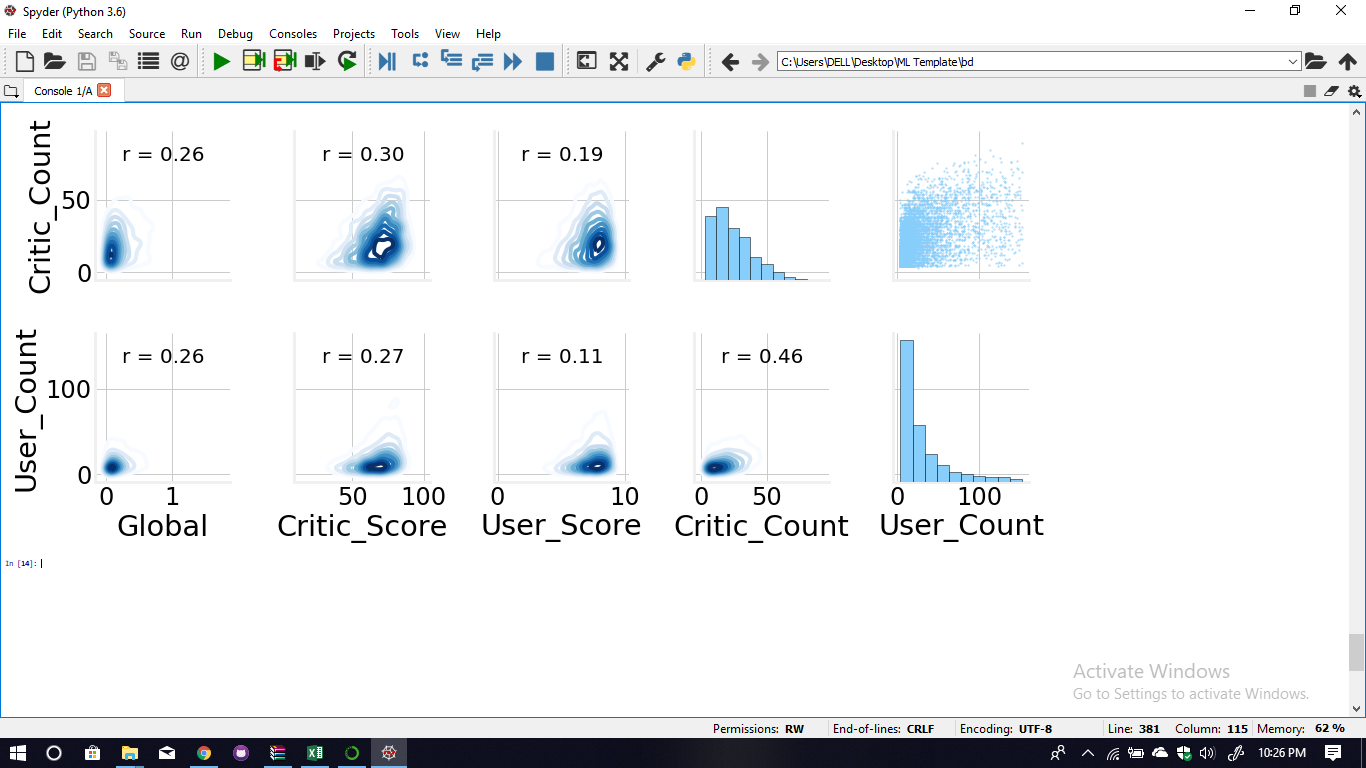 Spyder (Python 3.6)
File Edit Search Source Run Debug Consoles Projects Tools View Help
C:\Users\DELL\Desktop\ML Template\bd
Console 1/A
Critic_Count
50
0
r = 0.26
r = 0.30
r = 0.19
User_Count
100
0
r = 0.26
r = 0.27
r = 0.11
r = 0.46
0 1 50 100 0 10 0 50 0 100
Global Critic_Score User_Score Critic_Count User_Count
In [14]:
Activate Windows
Go to Settings to activate Windows.
Permissions: RW End-of-lines: CRLF Encoding: UTF-8 Line: 381 Column: 115 Memory: 62 %
10:26 PM